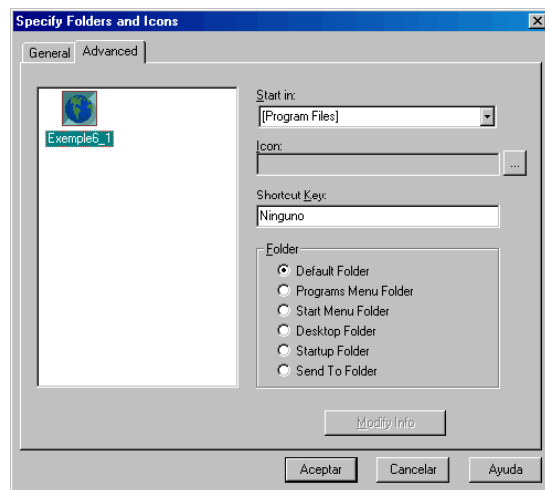 Specify Folders and Icons
General Advanced
Exemple6_1
Start in:
[Program Files]
Icon:
...
Shortcut Key:
Ninguno
Folder
Default Folder
Programs Menu Folder
Start Menu Folder
Desktop Folder
Startup Folder
Send To Folder
Modify Info
Aceptar Cancelar Ayuda